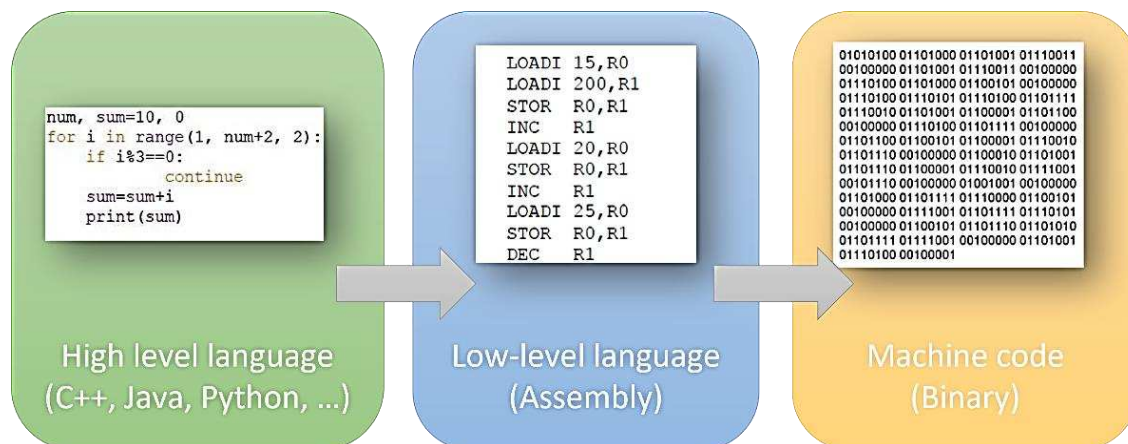 num, sum=10, 0
for i in range(1, num+2, 2):
    if i%3==0:
            continue
    sum=sum+i
    print(sum)
High level language
(C++, Java, Python, ...)
LOADI 15,R0
LOADI 200,R1
STOR R0,R1
INC R1
LOADI 20,R0
STOR R0,R1
INC R1
LOADI 25,R0
STOR R0,R1
DEC R1
Low-level language
(Assembly)
01010100 01101000 01101001 01110011
00100000 01101001 01110011 00100000
01110100 01101000 01100101 00100000
01110100 01110101 01110100 01101111
01110010 01101001 01100001 01101100
00100000 01110100 01101111 00100000
01101100 01100101 01100001 01110010
01101110 00100000 01100010 01101001
01101110 01100001 01110010 01111001
00101110 00100000 01001001 00100000
01101000 01101111 01110000 01100101
00100000 01111001 01101111 01110101
00100000 01100101 01101110 01101010
01101111 01111001 00100000 01101001
01110100 00100001
Machine code
(Binary)